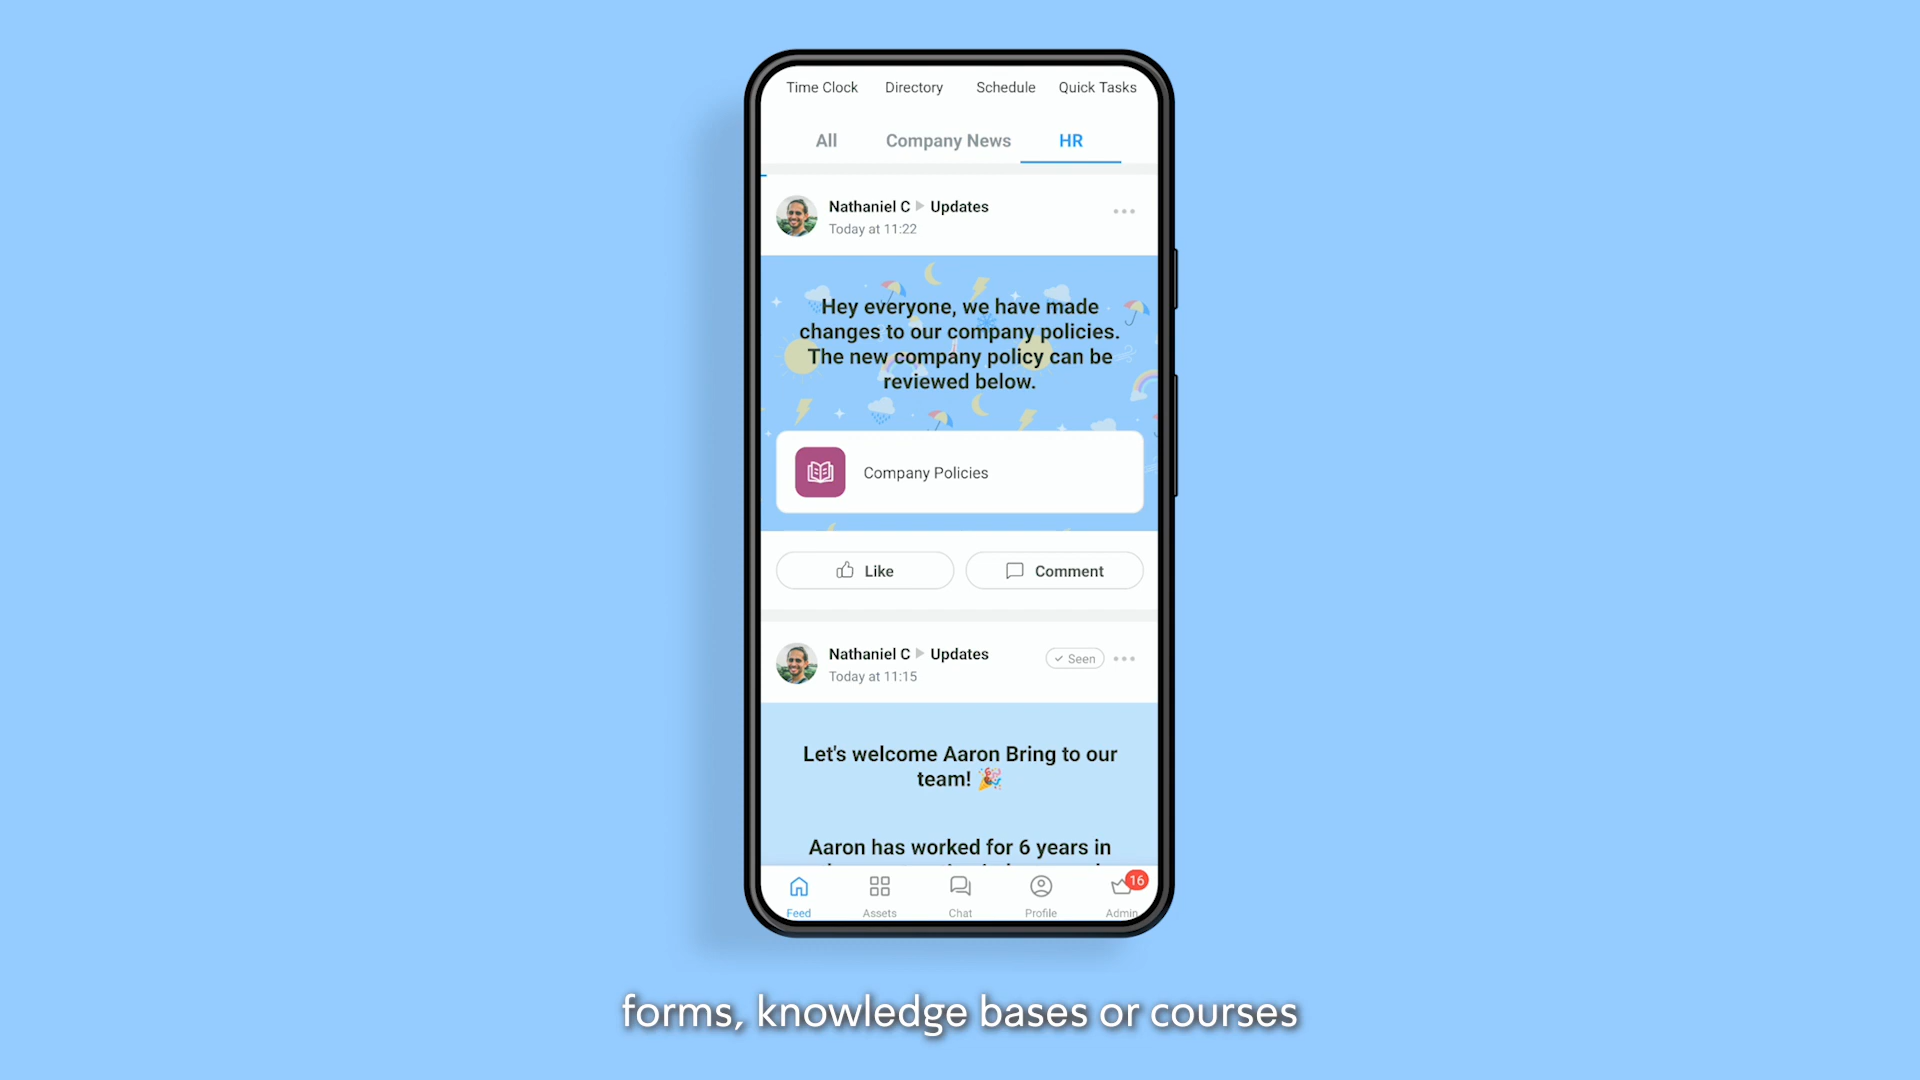 Time Clock Directory Schedule Quick Tasks
All Company News HR
Nathaniel C Updates
Today at 11:22
Hey everyone, we have made
changes to our company policies.
The new company policy can be
reviewed below.
Company Policies
Like Comment
Nathaniel C Updates
Seen
Today at 11:15
Let's welcome Aaron Bring to our
team! 🎉
Aaron has worked for 6 years in
16
Feed Assets Chat Profile Admin
forms, knowledge bases or courses